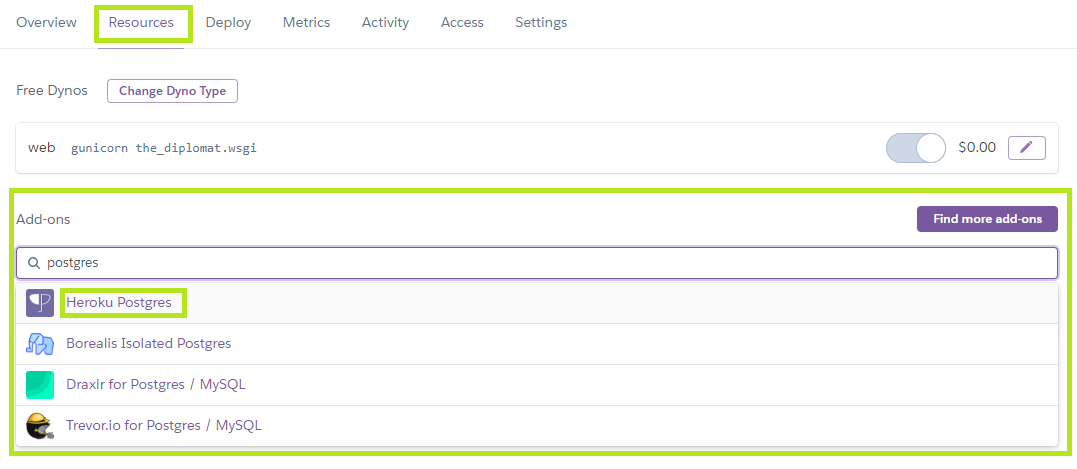 Overview Resources Deploy Metrics Activity Access Settings
Free Dynos Change Dyno Type
web gunicorn the_diplomat.wsgi $0.00
Add-ons Find more add-ons
postgres
Heroku Postgres
Borealis Isolated Postgres
Draxlr for Postgres / MySQL
Trevor.io for Postgres / MySQL